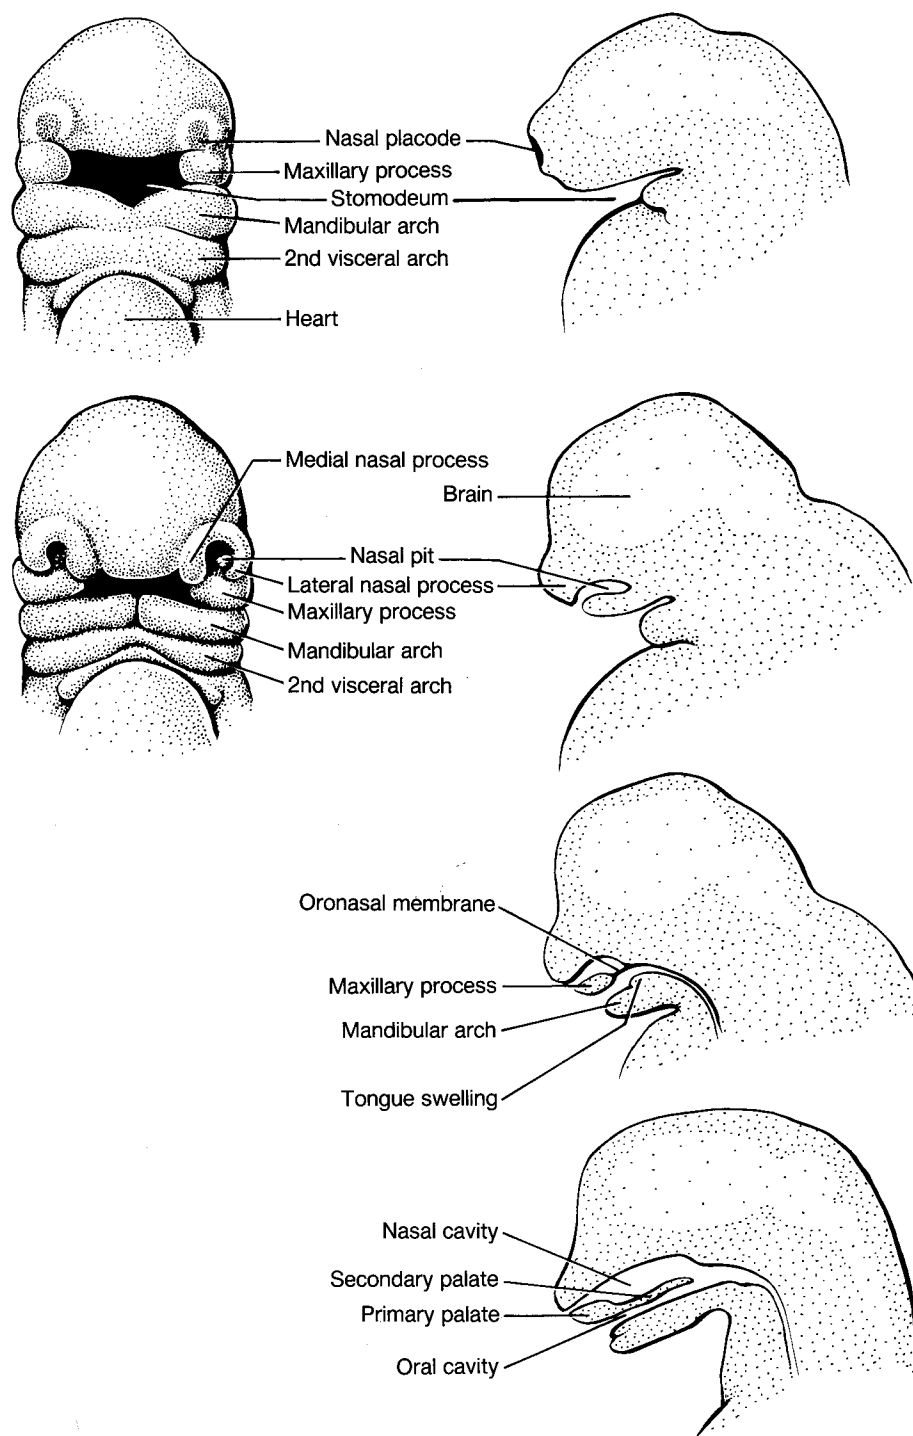 Nasal placode
Maxillary process
Stomodeum
Mandibular arch
2nd visceral arch
Heart
Medial nasal process
Brain
Nasal pit
Lateral nasal process
Maxillary process
Mandibular arch
2nd visceral arch
Oronasal membrane
Maxillary process
Mandibular arch
Tongue swelling
Nasal cavity
Secondary palate
Primary palate
Oral cavity